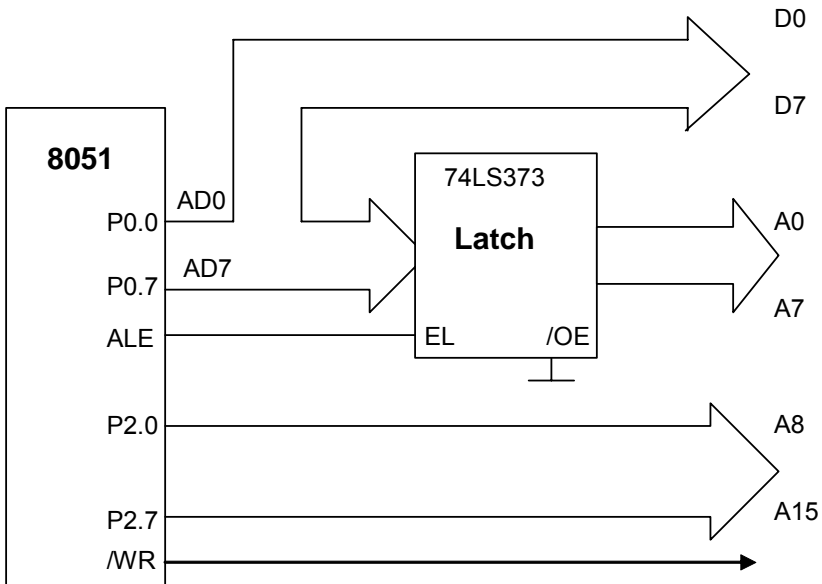 D0
D7
8051
74LS373
AD0
P0.0
Latch
A0
AD7
P0.7
A7
ALE
EL /OE
P2.0
A8
P2.7
A15
/WR